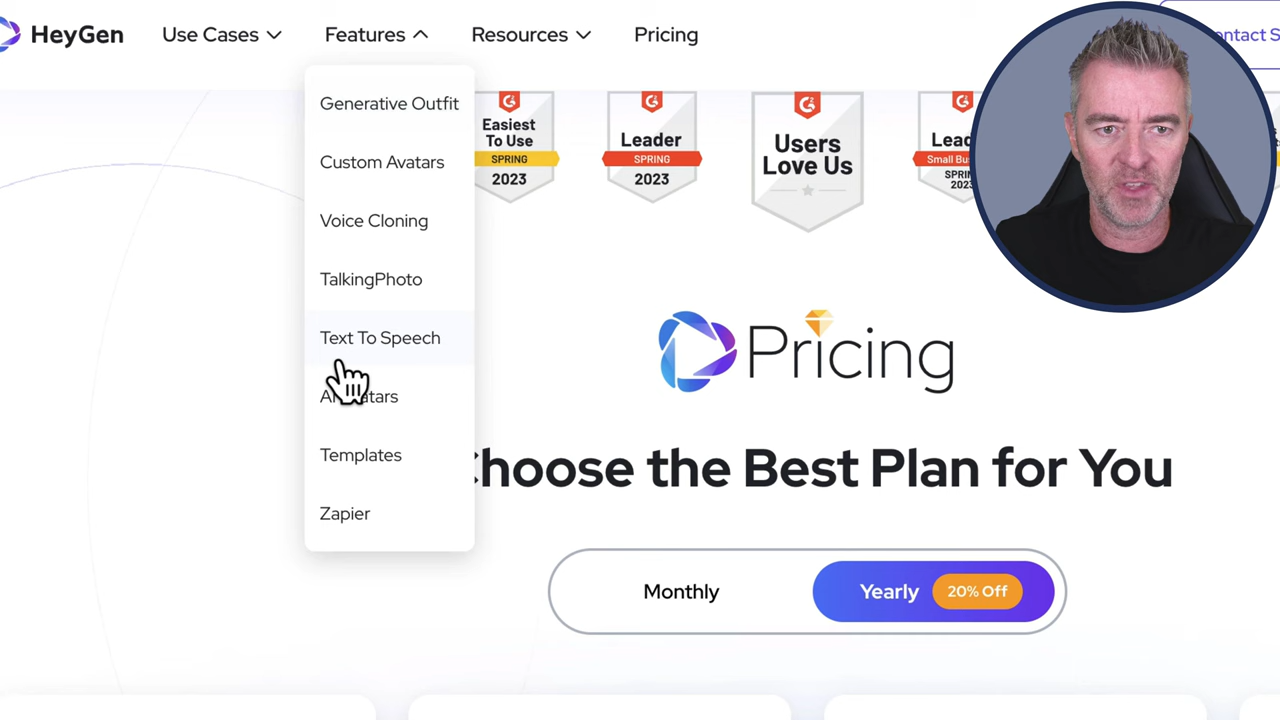 HeyGen Use Cases Features Resources Pricing
Generative Outfit
Custom Avatars
Voice Cloning
TalkingPhoto
Text To Speech
Templates
Zapier
Easiest
To Use
SPRING
2023
Leader
SPRING
2023
Users
Love Us
2023
Pricing
Choose the Best Plan for You
Monthly
Yearly 20% Off